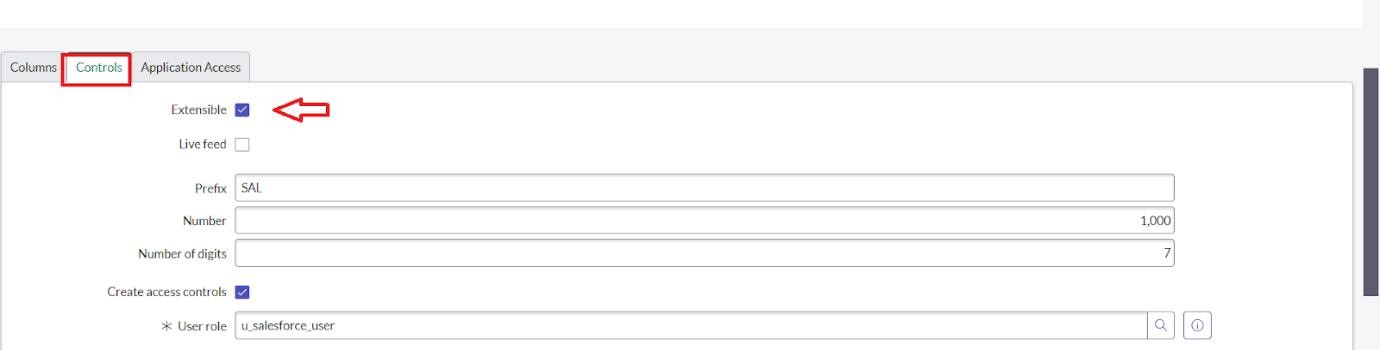 Columns Controls Application Access
Extensible
Live feed
Prefix SAL
Number 1,000
Number of digits 7
Create access controls
* User role u_salesforce_user